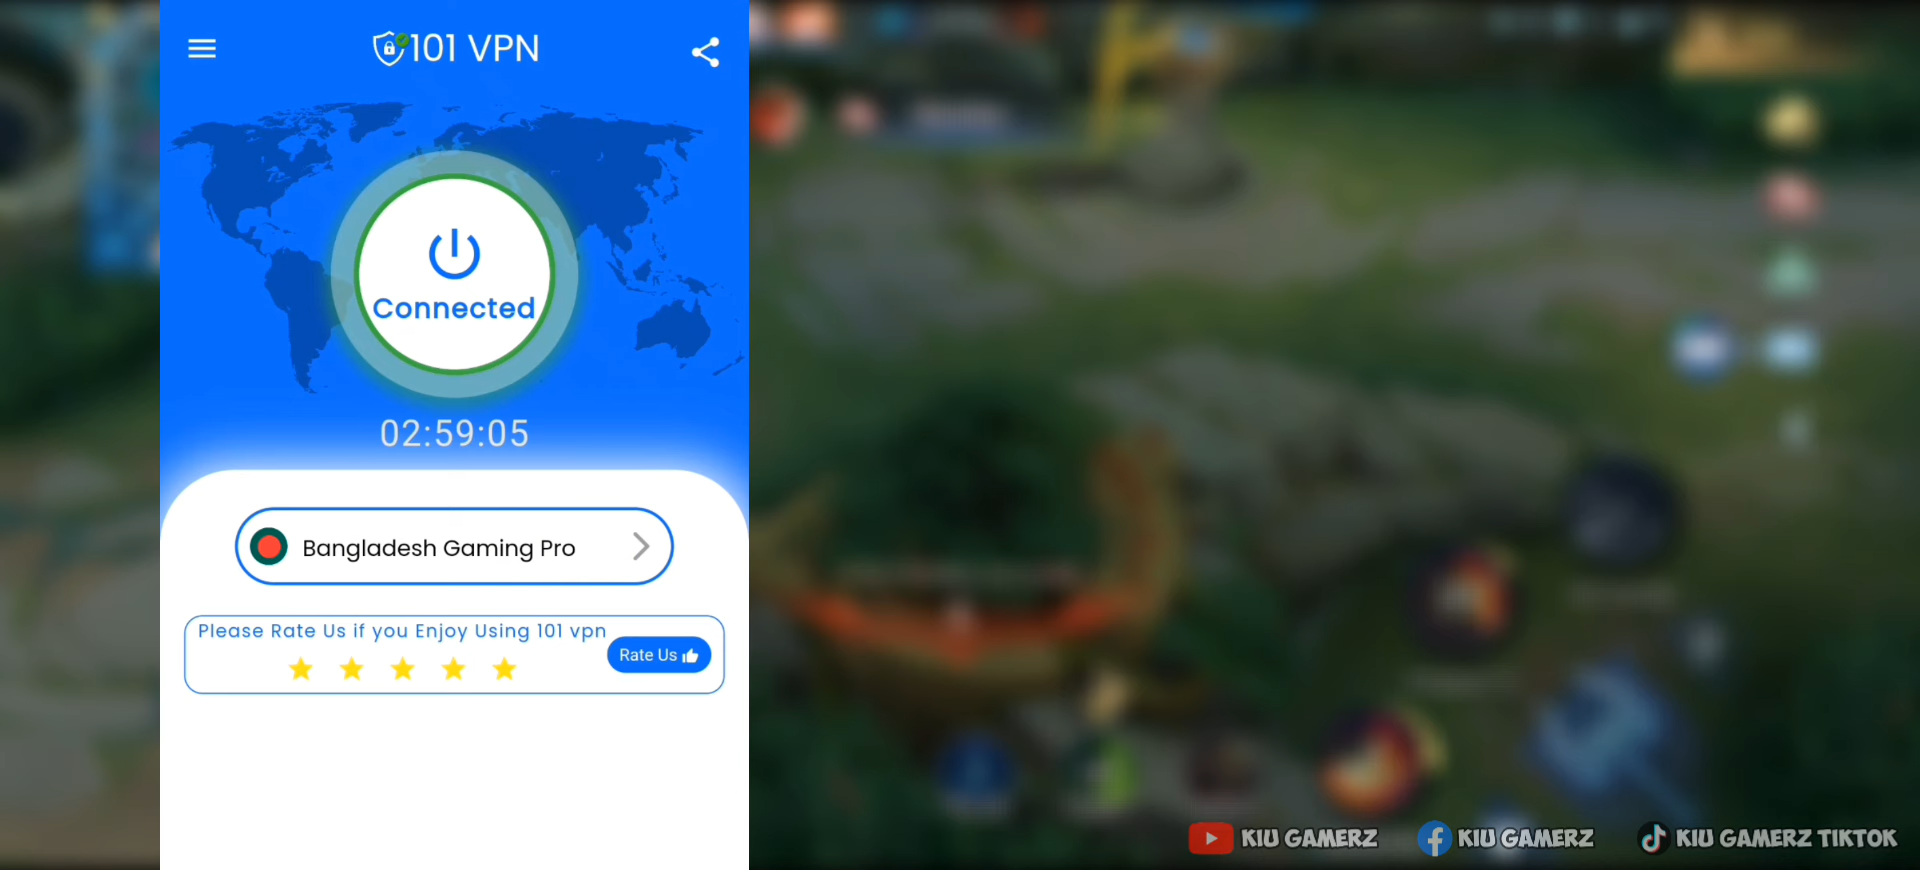 101 VPN
Connected
02:59:05
Bangladesh Gaming Pro
Please Rate Us if you Enjoy Using 101 vpn
Rate Us
KIU GAMERZ
KIU GAMERZ
KIU GAMERZ TIKTOK